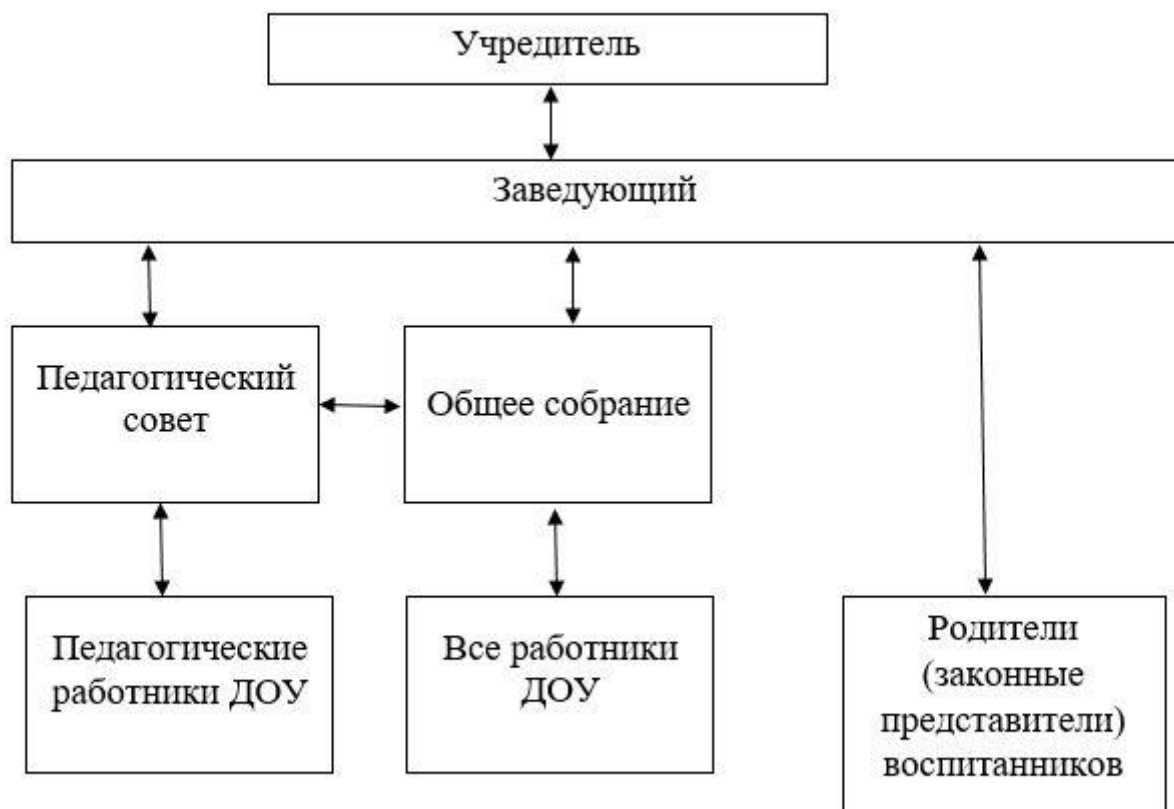 Учредитель
Заведующий
Педагогический
совет
Общее собрание
Педагогические
работники ДОУ
Все работники
ДОУ
Родители
(законные
представители)
воспитанников